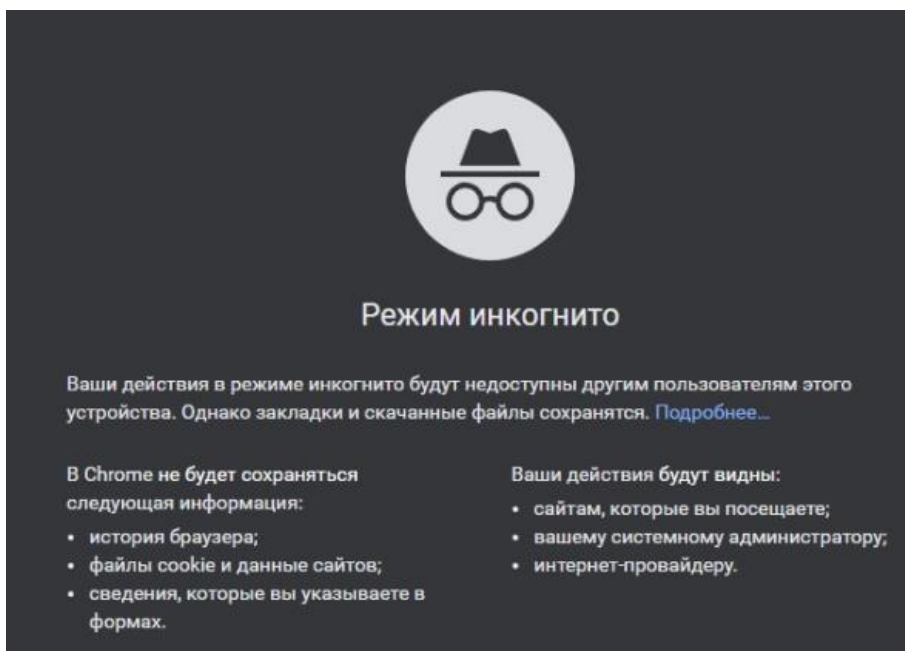 Режим инкогнито
Ваши действия в режиме инкогнито будут недоступны другим пользователям этого
устройства. Однако закладки и скачанные файлы сохранятся. Подробнее...
В Chrome не будет сохраняться
следующая информация:
• история браузера;
• файлы cookie и данные сайтов;
• сведения, которые вы указываете в
формах.
Ваши действия будут видны:
• сайтам, которые вы посещаете;
• вашему системному администратору;
• интернет-провайдеру.